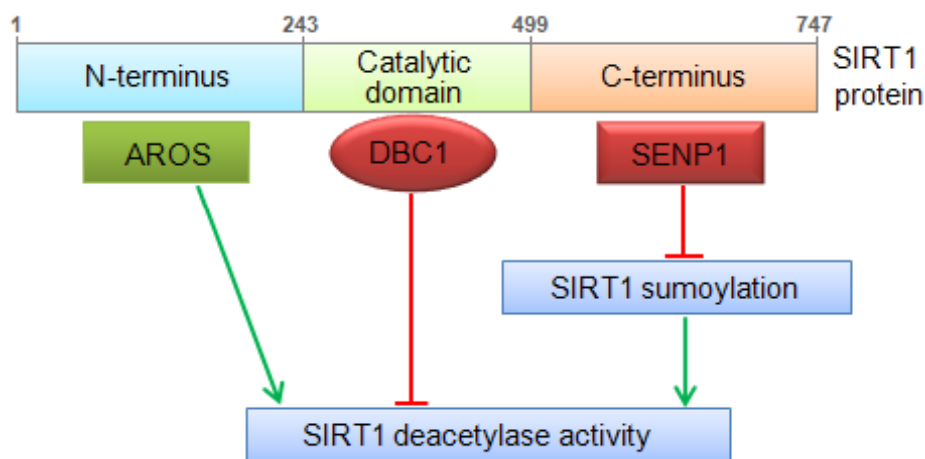 1 243 499 747
N-terminus
Catalytic
domain
C-terminus
SIRT1
protein
AROS
DBC1
SENP1
SIRT1 sumoylation
SIRT1 deacetylase activity